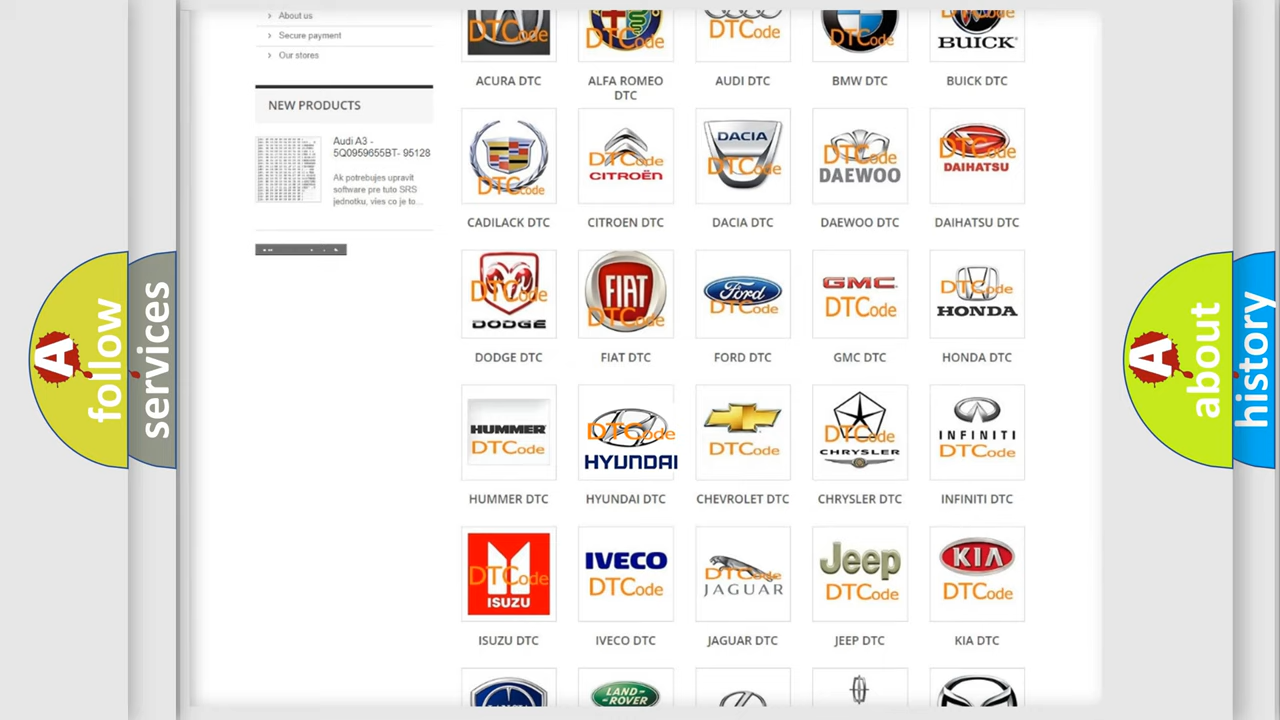 About us
Secure payment
Our stores
NEW PRODUCTS
Audi A3 -
5Q0959655BT- 95128
Ak potrebujes upravit
software pre tuto SRS
jednotku, vies co je to...
DTCode
DTCode
DTCode
DTCode
BUICK
ACURA DTC
ALFA ROMEO
DTC
AUDI DTC
BMW DTC
BUICK DTC
DTCode
DTCode
CITROËN
DACIA
DTCode
DTCode
DAEWOO
DTCode
DAIHATSU
CADILACK DTC
CITROEN DTC
DACIA DTC
DAEWOO DTC
DAIHATSU DTC
DTCode
DODGE
FIAT
DTCode
Ford
DTCode
GMC
DTCode
DTCode
HONDA
DODGE DTC
FIAT DTC
FORD DTC
GMC DTC
HONDA DTC
HUMMER
DTCode
DTCode
HYUNDAI
DTCode
DTCode
CHRYSLER
INFINITI
DTCode
HUMMER DTC
HYUNDAI DTC
CHEVROLET DTC
CHRYSLER DTC
INFINITI DTC
DTCode
ISUZU
IVECO
DTCode
DTCode
JAGUAR
Jeep
DTCode
KIA
DTCode
ISUZU DTC
IVECO DTC
JAGUAR DTC
JEEP DTC
KIA DTC
LAND-
ROVER
A
follow
services
A
about
history